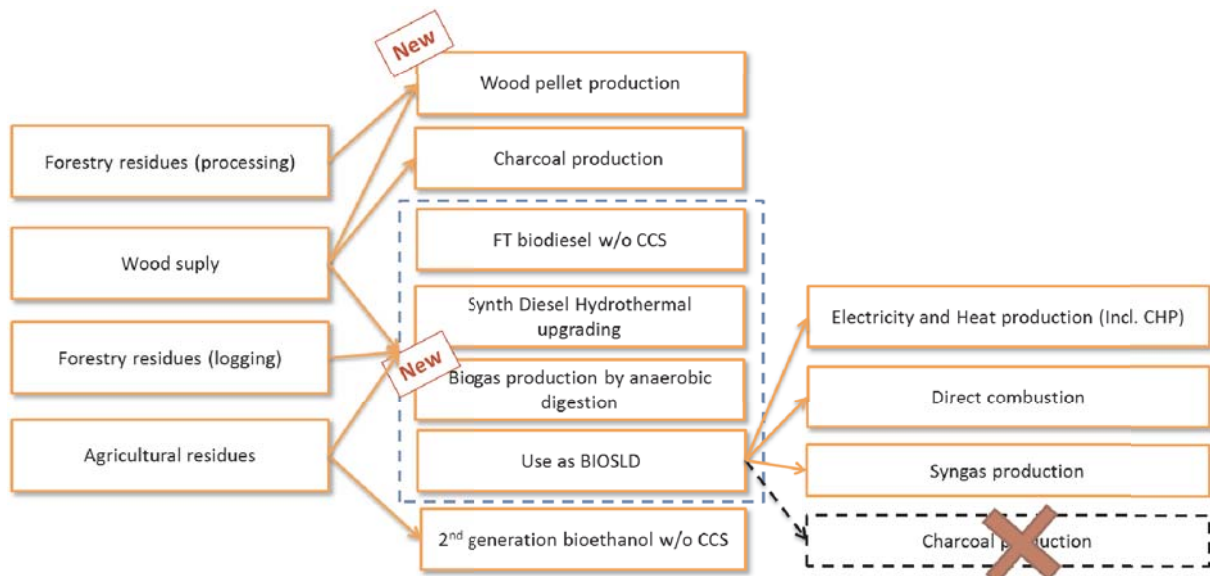 New
Wood pellet production
Forestry residues (processing)
Charcoal production
FT biodiesel w/o CCS
Wood suply
Synth Diesel Hydrothermal
upgrading
Electricity and Heat production (Incl. CHP)
Forestry residues (logging)
New
Biogas production by anaerobic
digestion
Direct combustion
Agricultural residues
Use as BIOSLD
Syngas production
2nd generation bioethanol w/o CCS
Charcoal production